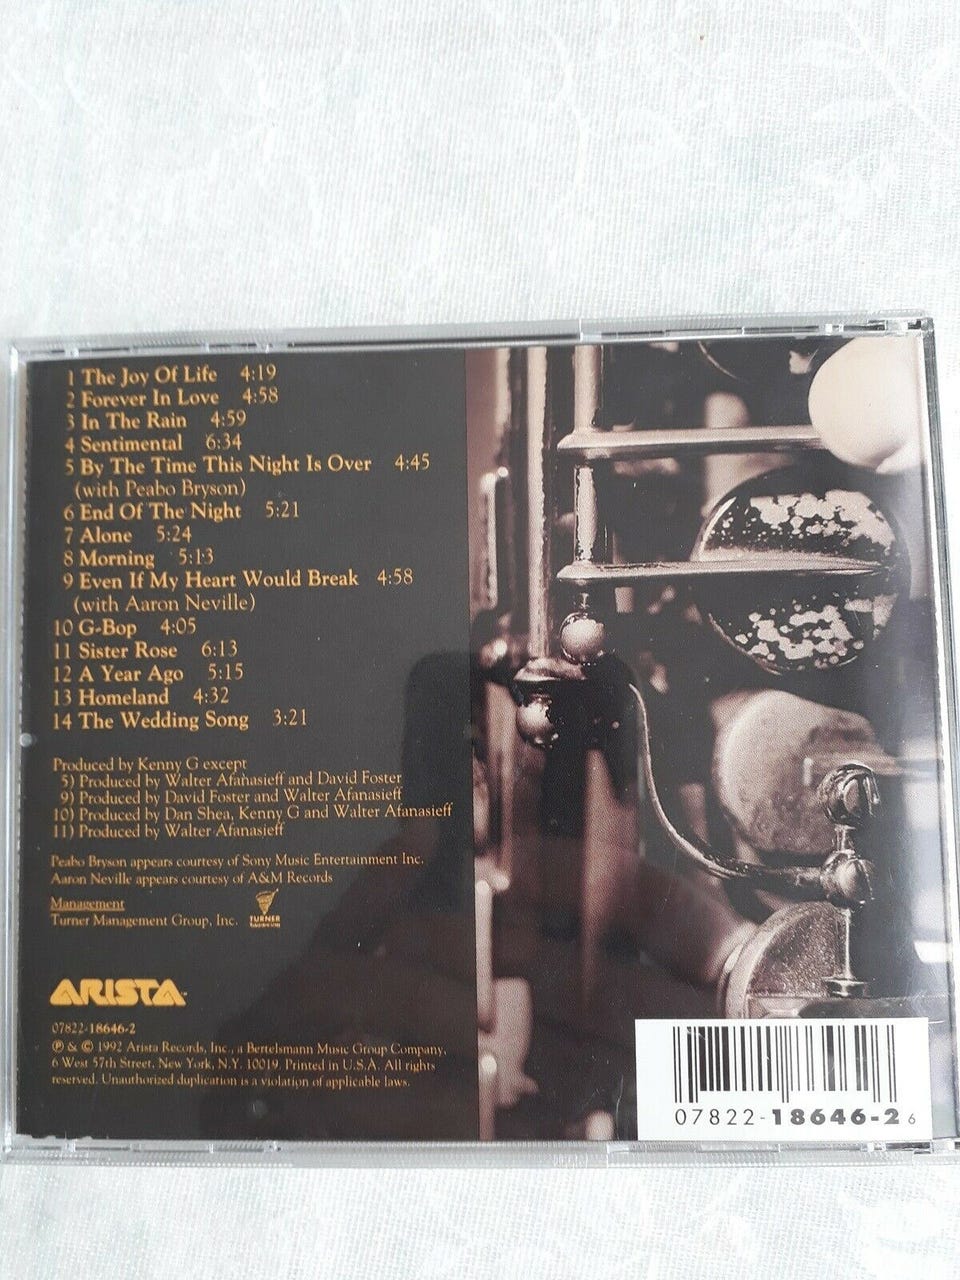 1 The Joy Of Life 4:19
2 Forever In Love 4:58
3 In The Rain 4:59
4 Sentimental 6:34
5 By The Time This Night Is Over 4:45
(with Peabo Bryson)
6 End Of The Night 5:21
7 Alone 5:24
8 Morning 5:13
9 Even If My Heart Would Break 4:58
(with Aaron Neville)
10 G-Bop 4:05
11 Sister Rose 6:13
12 A Year Ago 5:15
13 Homeland 4:32
14 The Wedding Song 3:21
Produced by Kenny G except
5) Produced by Walter Afanasieff and David Foster
9) Produced by David Foster and Walter Afanasieff
10) Produced by Dan Shea, Kenny G and Walter Afanasieff
11) Produced by Walter Afanasieff
Peabo Bryson appears courtesy of Sony Music Entertainment Inc.
Aaron Neville appears courtesy of A&M Records
Management
Turner Management Group, Inc.
TURNER
ARISTA
07822-18646-2
℗ & © 1992 Arista Records, Inc., a Bertelsmann Music Group Company,
6 West 57th Street, New York, N.Y. 10019. Printed in U.S.A. All rights
reserved. Unauthorized duplication is a violation of applicable laws.
07822-18646-2 6